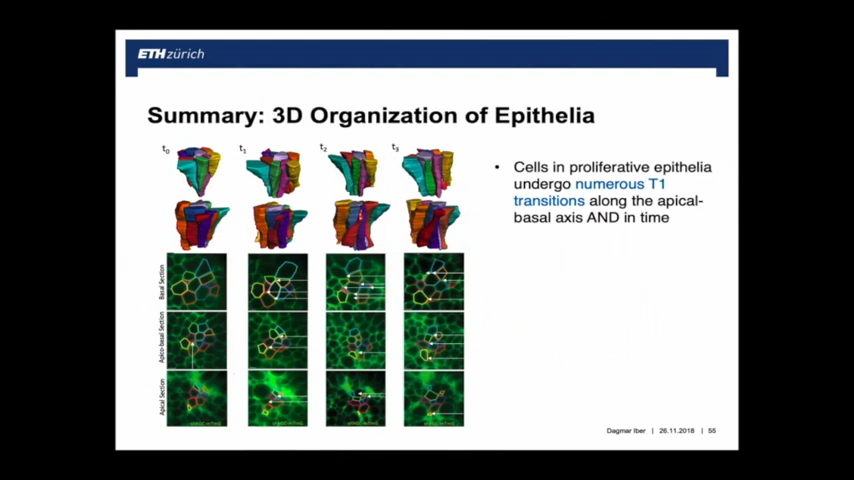 ETH zürich
Summary: 3D Organization of Epithelia
t0
t1
t2
t3
• Cells in proliferative epithelia
undergo numerous T1
transitions along the apical-
basal axis AND in time
Basal Section
Apico-basal Section
Apical Section
Dagmar Iber | 26.11.2018 | 55